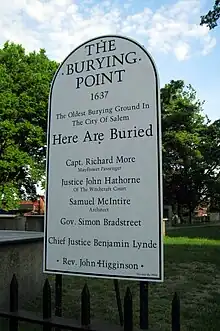 THE
·BURYING·
POINT
1637
The Oldest Burying Ground In
The City Of Salem
Here Are Buried
Capt. Richard More
Mayflower Passenger
Justice John Hathorne
Of The Witchcraft Court
Samuel McIntire
Architect
Gov. Simon Bradstreet
Chief Justice Benjamin Lynde
· Rev. John Higginson ·